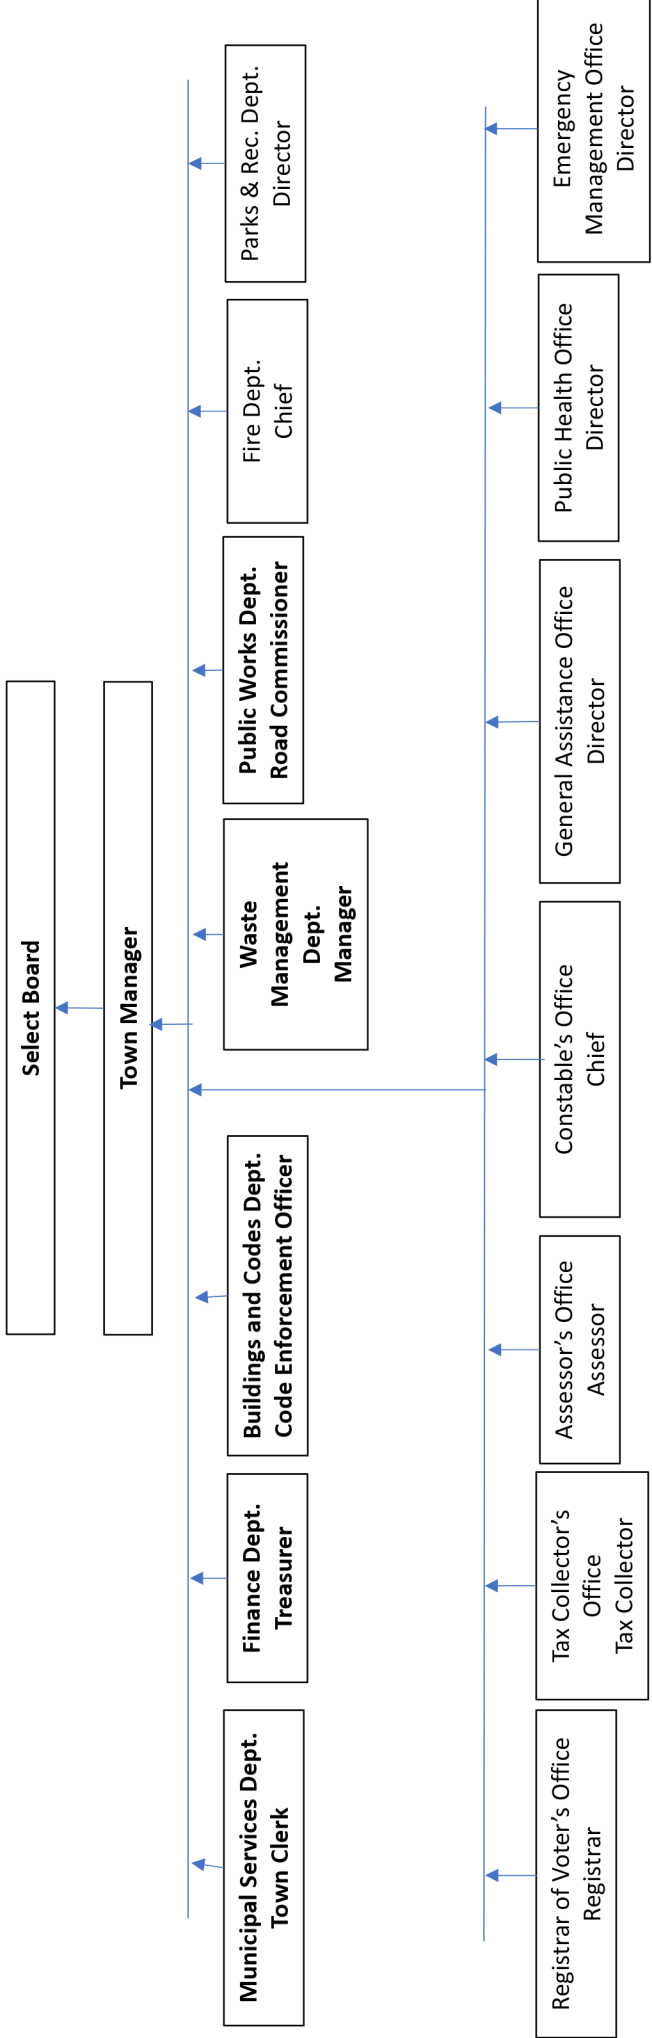 Select Board
Town Manager
Municipal Services Dept.
Town Clerk
Finance Dept.
Treasurer
Buildings and Codes Dept.
Code Enforcement Officer
Waste
Management
Dept.
Manager
Public Works Dept.
Road Commissioner
Fire Dept.
Chief
Parks & Rec. Dept.
Director
Registrar of Voter's Office
Registrar
Tax Collector's
Office
Tax Collector
Assessor's Office
Assessor
Constable's Office
Chief
General Assistance Office
Director
Public Health Office
Director
Emergency
Management Office
Director